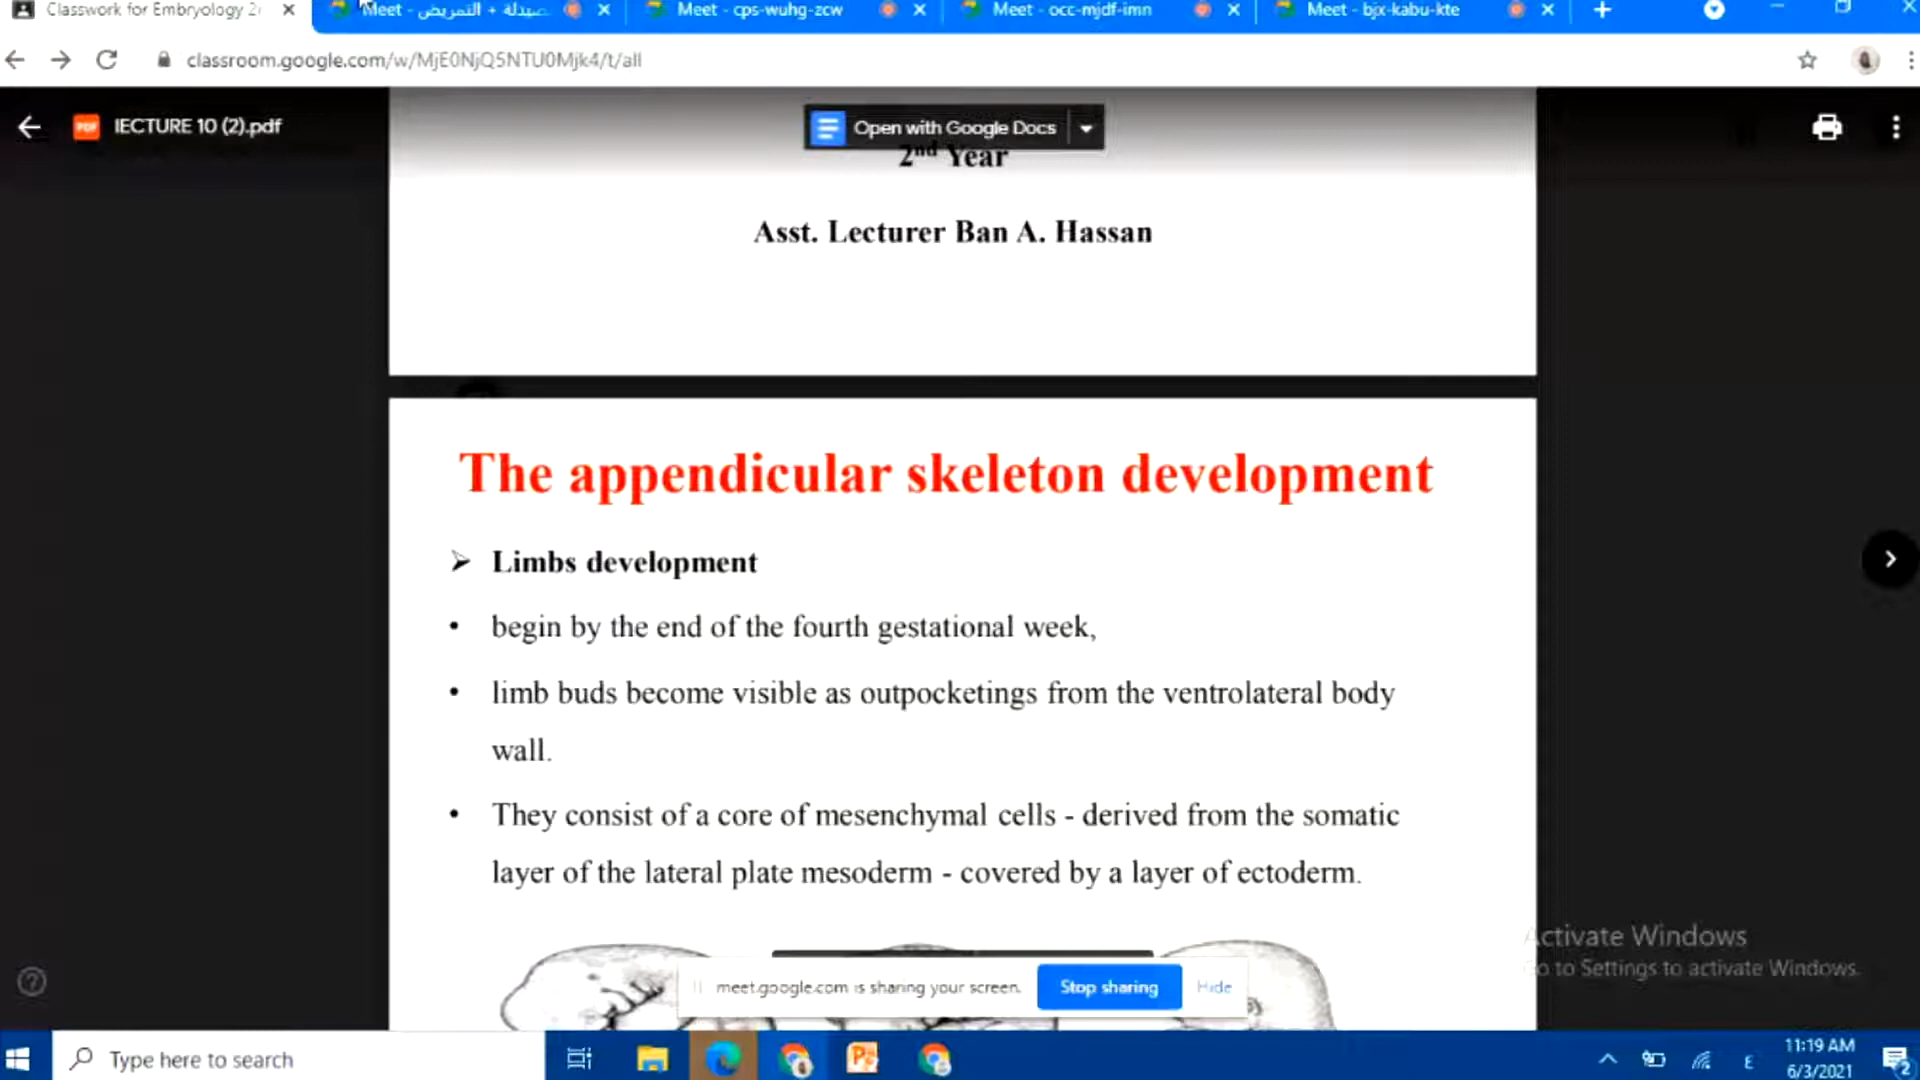 Classwork for Embryology 2
Meet - صيدلة + التمريض
Meet - cps-wuhg-zcw
Meet - occ-mjdf-imn
Meet - bjx-kabu-kte
classroom.google.com/w/MjE0NjQ5NTU0Mjk4/t/all
PDF
lECTURE 10 (2).pdf
Open with Google Docs
2nd Year
Asst. Lecturer Ban A. Hassan
The appendicular skeleton development
➢ Limbs development
• begin by the end of the fourth gestational week,
• limb buds become visible as outpocketings from the ventrolateral body
wall.
• They consist of a core of mesenchymal cells - derived from the somatic
layer of the lateral plate mesoderm - covered by a layer of ectoderm.
Activate Windows
Go to Settings to activate Windows.
meet.google.com is sharing your screen.
Stop sharing
Hide
Type here to search
ع
11:19 AM
6/3/2021
2